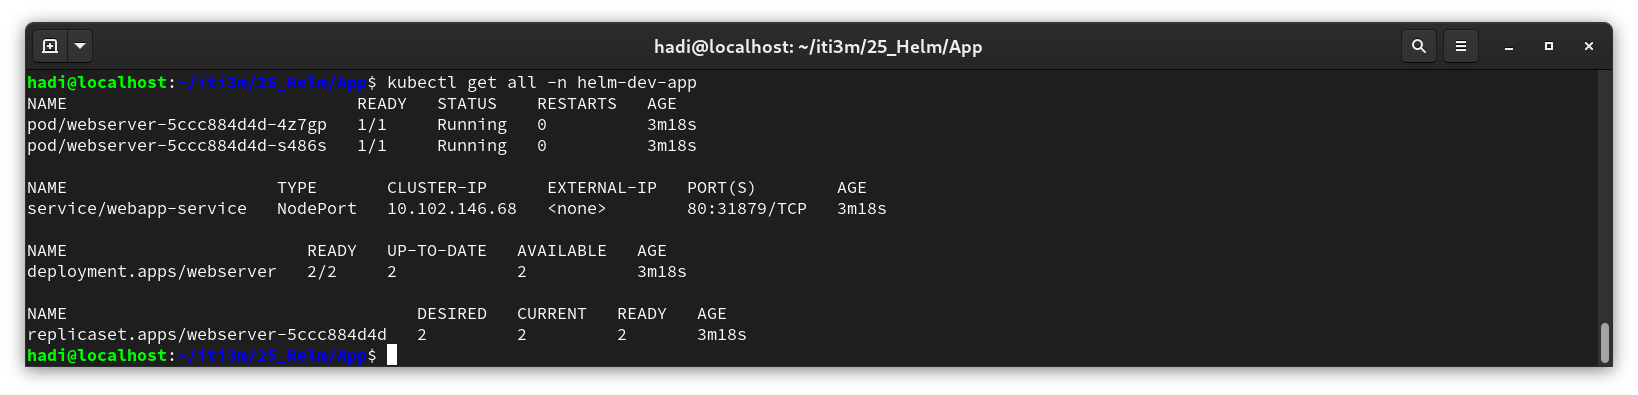 hadi@localhost: ~/iti3m/25_Helm/App
hadi@localhost:~/iti3m/25_Helm/App$ kubectl get all -n helm-dev-app
NAME                             READY   STATUS    RESTARTS   AGE
pod/webserver-5ccc884d4d-4z7gp   1/1     Running   0          3m18s
pod/webserver-5ccc884d4d-s486s   1/1     Running   0          3m18s
NAME                     TYPE       CLUSTER-IP      EXTERNAL-IP   PORT(S)        AGE
service/webapp-service   NodePort   10.102.146.68   <none>        80:31879/TCP   3m18s
NAME                        READY   UP-TO-DATE   AVAILABLE   AGE
deployment.apps/webserver   2/2     2            2           3m18s
NAME                                   DESIRED   CURRENT   READY   AGE
replicaset.apps/webserver-5ccc884d4d   2         2         2       3m18s
hadi@localhost:~/iti3m/25_Helm/App$